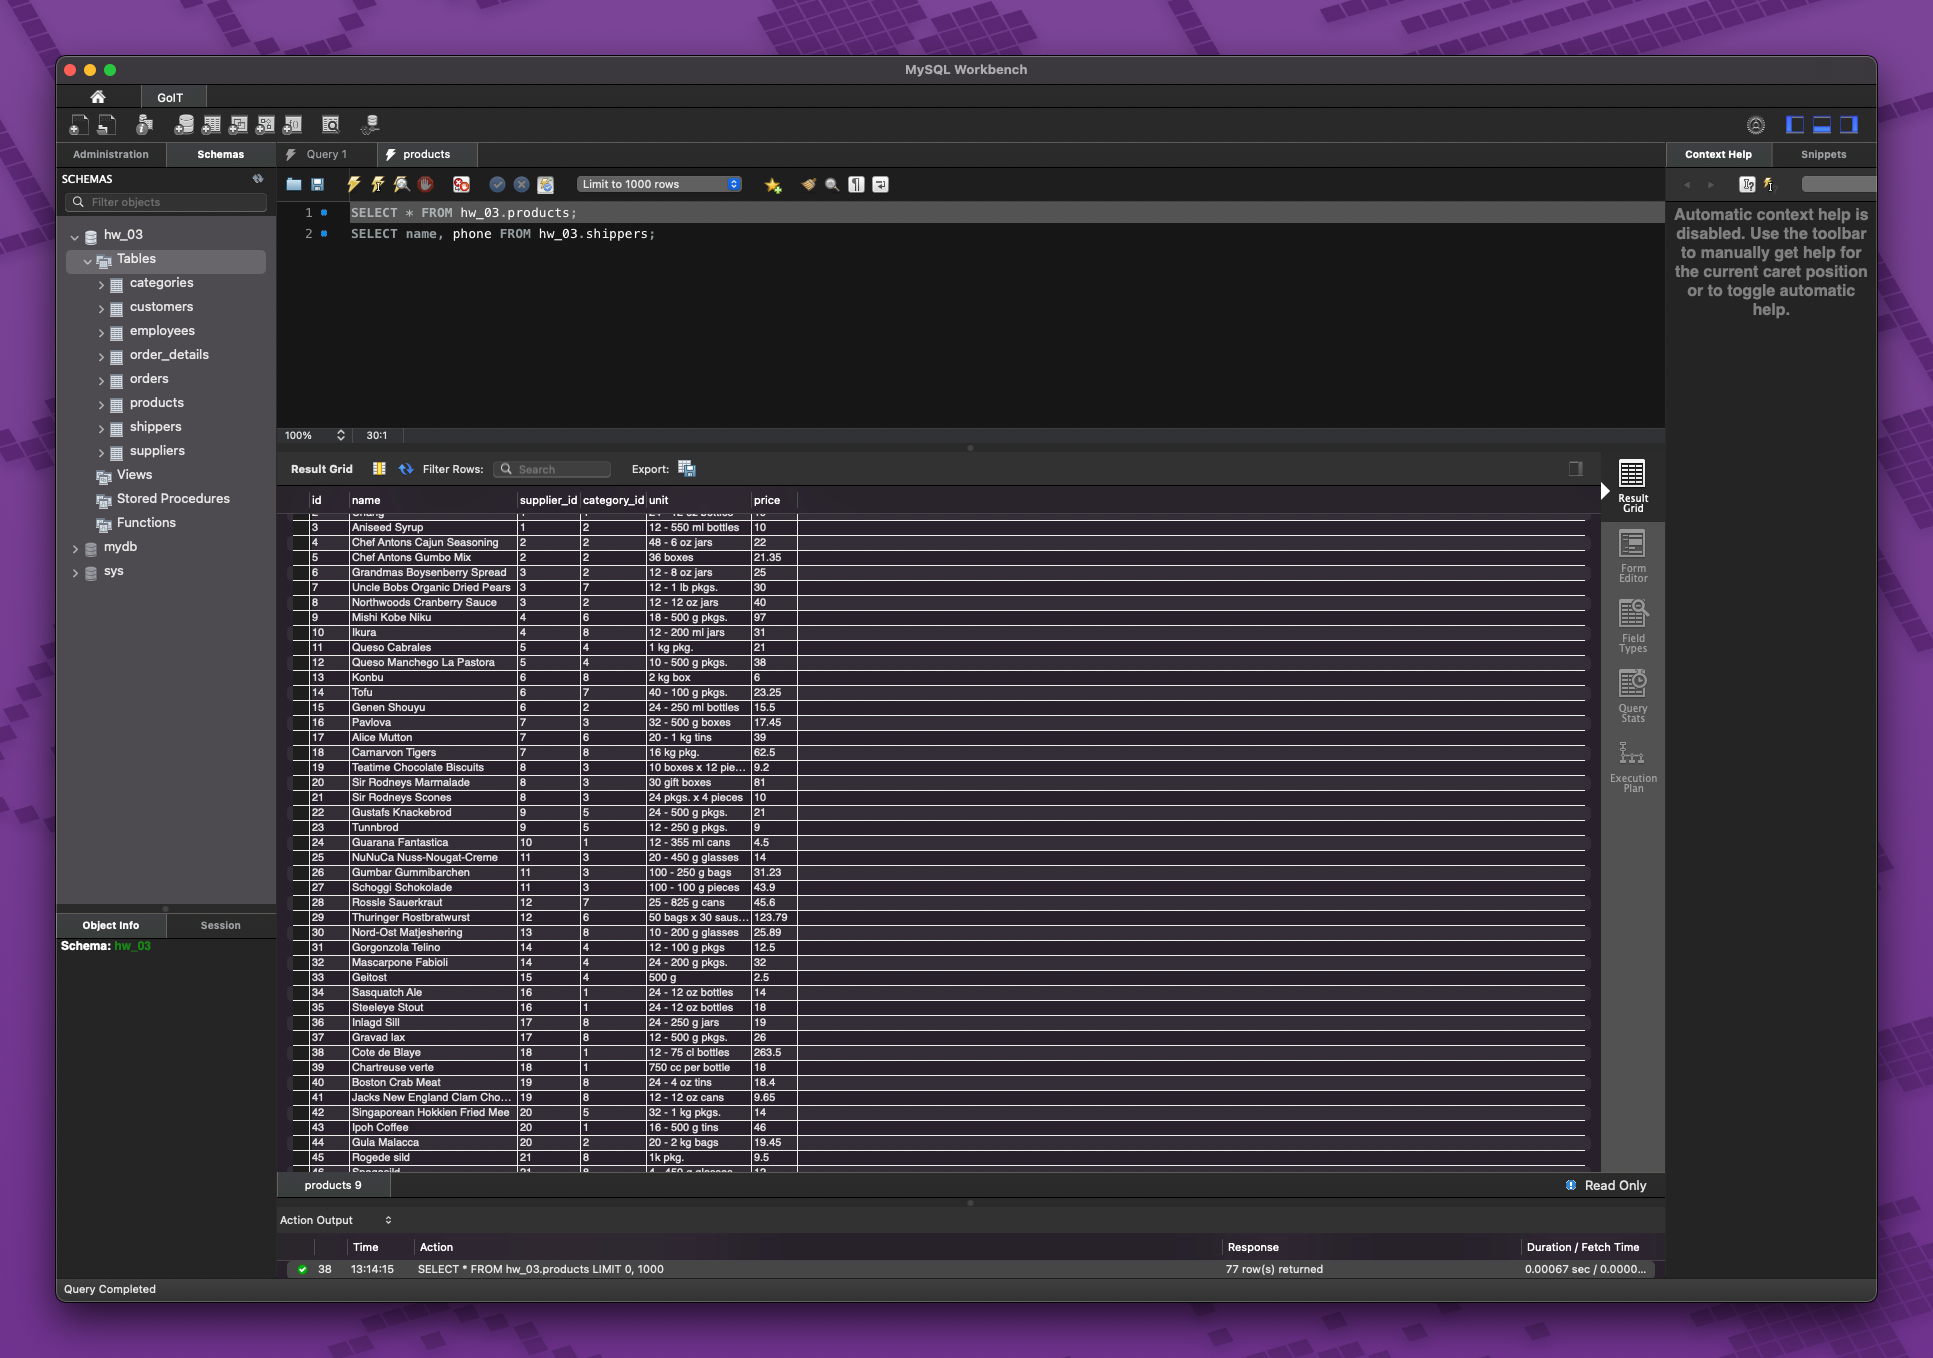 MySQL Workbench
GoIT
Administration Schemas
Query 1
products
Context Help Snippets
SCHEMAS
Filter objects
hw_03
Tables
categories
customers
employees
order_details
orders
products
shippers
suppliers
Views
Stored Procedures
Functions
mydb
sys
Object Info Session
Schema: hw_03
Limit to 1000 rows
1 SELECT * FROM hw_03.products;
2 SELECT name, phone FROM hw_03.shippers;
100% 30:1
Automatic context help is
disabled. Use the toolbar
to manually get help for
the current caret position
or to toggle automatic
help.
Result Grid Filter Rows: Search Export:
id name supplier_id category_id unit price
3 Aniseed Syrup 1 2 12 - 550 ml bottles 10
4 Chef Antons Cajun Seasoning 2 2 48 - 6 oz jars 22
5 Chef Antons Gumbo Mix 2 2 36 boxes 21.35
6 Grandmas Boysenberry Spread 3 2 12 - 8 oz jars 25
7 Uncle Bobs Organic Dried Pears 3 7 12 - 1 lb pkgs. 30
8 Northwoods Cranberry Sauce 3 2 12 - 12 oz jars 40
9 Mishi Kobe Niku 4 6 18 - 500 g pkgs. 97
10 Ikura 4 8 12 - 200 ml jars 31
11 Queso Cabrales 5 4 1 kg pkg. 21
12 Queso Manchego La Pastora 5 4 10 - 500 g pkgs. 38
13 Konbu 6 8 2 kg box 6
14 Tofu 6 7 40 - 100 g pkgs. 23.25
15 Genen Shouyu 6 2 24 - 250 ml bottles 15.5
16 Pavlova 7 3 32 - 500 g boxes 17.45
17 Alice Mutton 7 6 20 - 1 kg tins 39
18 Carnarvon Tigers 7 8 16 kg pkg. 62.5
19 Teatime Chocolate Biscuits 8 3 10 boxes x 12 pie... 9.2
20 Sir Rodneys Marmalade 8 3 30 gift boxes 81
21 Sir Rodneys Scones 8 3 24 pkgs. x 4 pieces 10
22 Gustafs Knackebrod 9 5 24 - 500 g pkgs. 21
23 Tunnbrod 9 5 12 - 250 g pkgs. 9
24 Guarana Fantastica 10 1 12 - 355 ml cans 4.5
25 NuNuCa Nuss-Nougat-Creme 11 3 20 - 450 g glasses 14
26 Gumbar Gummibarchen 11 3 100 - 250 g bags 31.23
27 Schoggi Schokolade 11 3 100 - 100 g pieces 43.9
28 Rossle Sauerkraut 12 7 25 - 825 g cans 45.6
29 Thuringer Rostbratwurst 12 6 50 bags x 30 saus... 123.79
30 Nord-Ost Matjeshering 13 8 10 - 200 g glasses 25.89
31 Gorgonzola Telino 14 4 12 - 100 g pkgs 12.5
32 Mascarpone Fabioli 14 4 24 - 200 g pkgs. 32
33 Geitost 15 4 500 g 2.5
34 Sasquatch Ale 16 1 24 - 12 oz bottles 14
35 Steeleye Stout 16 1 24 - 12 oz bottles 18
36 Inlagd Sill 17 8 24 - 250 g jars 19
37 Gravad lax 17 8 12 - 500 g pkgs. 26
38 Cote de Blaye 18 1 12 - 75 cl bottles 263.5
39 Chartreuse verte 18 1 750 cc per bottle 18
40 Boston Crab Meat 19 8 24 - 4 oz tins 18.4
41 Jacks New England Clam Cho... 19 8 12 - 12 oz cans 9.65
42 Singaporean Hokkien Fried Mee 20 5 32 - 1 kg pkgs. 14
43 Ipoh Coffee 20 1 16 - 500 g tins 46
44 Gula Malacca 20 2 20 - 2 kg bags 19.45
45 Rogede sild 21 8 1k pkg. 9.5
Result
Grid
Form
Editor
Field
Types
Query
Stats
Execution
Plan
products 9 Read Only
Action Output
Time Action Response Duration / Fetch Time
38 13:14:15 SELECT * FROM hw_03.products LIMIT 0, 1000 77 row(s) returned 0.00067 sec / 0.0000...
Query Completed